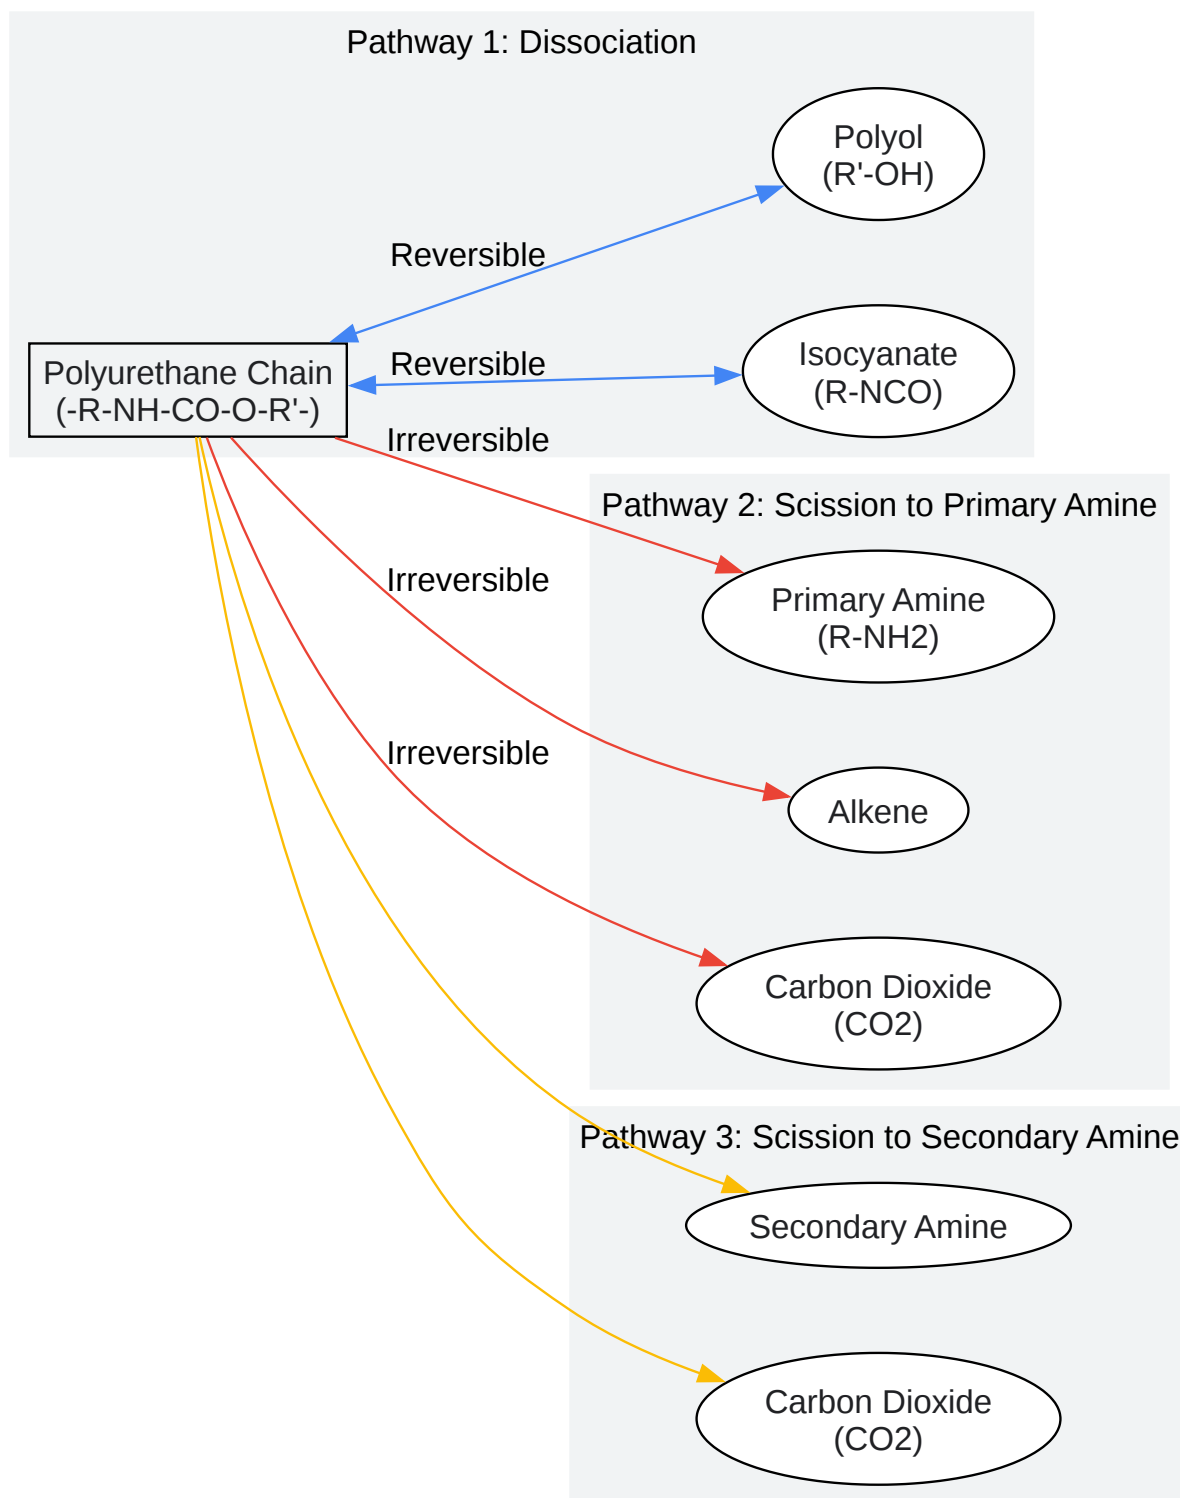 Pathway 1: Dissociation
Polyol
(R'-OH)
Reversible
Isocyanate
(R-NCO)
Reversible
Polyurethane Chain
(-R-NH-CO-O-R'-)
Irreversible
Pathway 2: Scission to Primary Amine
Primary Amine
(R-NH2)
Irreversible
Alkene
Irreversible
Carbon Dioxide
(CO2)
Pathway 3: Scission to Secondary Amine
Secondary Amine
Carbon Dioxide
(CO2)